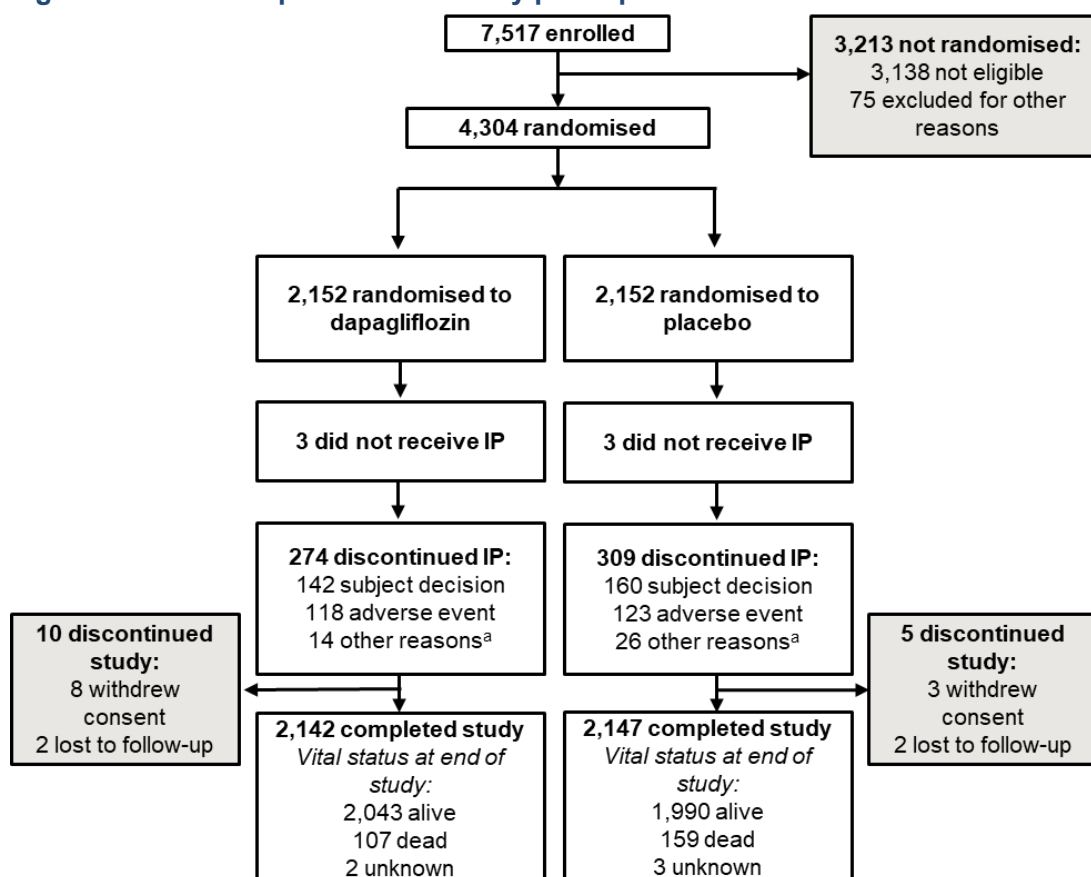 7,517 enrolled
3,213 not randomised:
3,138 not eligible
75 excluded for other
reasons
4,304 randomised
2,152 randomised to
dapagliflozin
2,152 randomised to
placebo
3 did not receive IP
3 did not receive IP
274 discontinued IP:
142 subject decision
118 adverse event
14 other reasonsᵃ
309 discontinued IP:
160 subject decision
123 adverse event
26 other reasonsᵃ
10 discontinued
study:
8 withdrew
consent
2 lost to follow-up
5 discontinued
study:
3 withdrew
consent
2 lost to follow-up
2,142 completed study
Vital status at end of
study:
2,043 alive
107 dead
2 unknown
2,147 completed study
Vital status at end of
study:
1,990 alive
159 dead
3 unknown